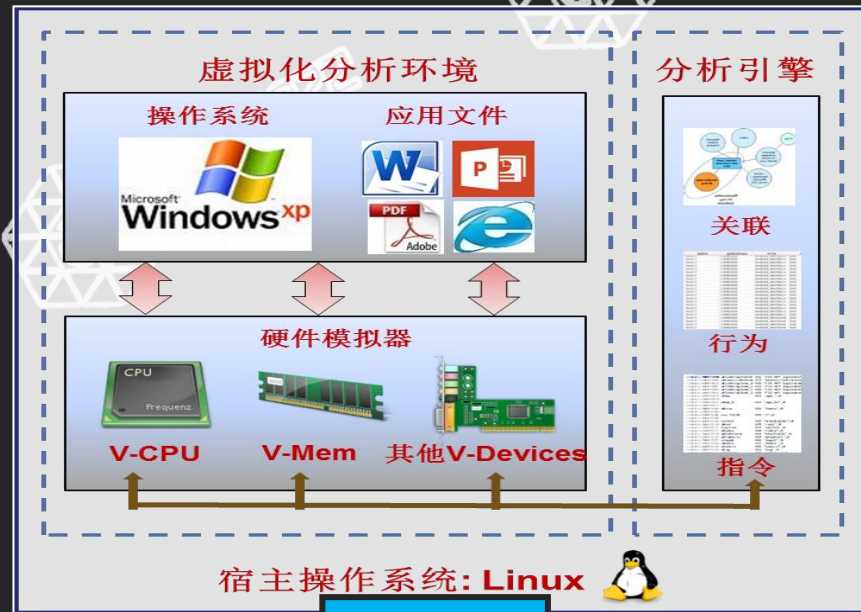 虚拟化分析环境
分析引擎
操作系统
应用文件
Microsoft
Windows xp
W
P
PDF
Adobe
关联
行为
硬件模拟器
CPU
Frequenz
V-CPU
V-Mem
其他V-Devices
指令
宿主操作系统: Linux